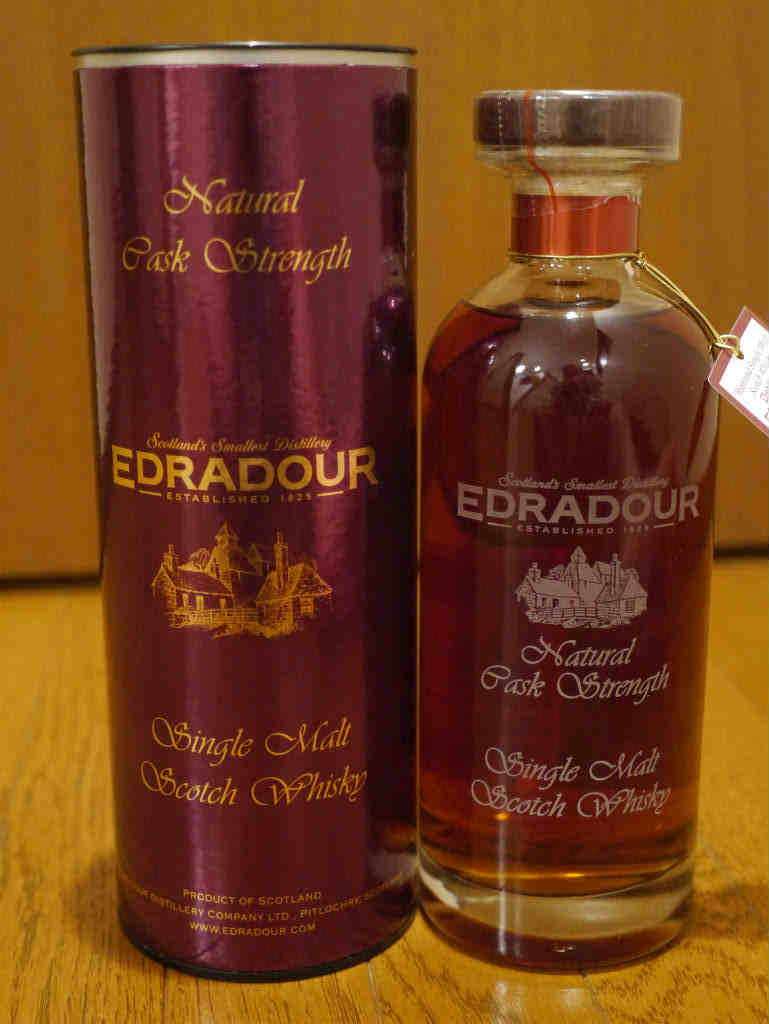 Natural
Cask Strength
Scotland's Smallest Distillery
EDRADOUR
ESTABLISHED 1825
Single Malt
Scotch Whisky
PRODUCT OF SCOTLAND
DISTILLERY COMPANY LTD., PITLOCHRY,
WWW.EDRADOUR.COM
Scotland's Smallest Distillery
EDRADOUR
ESTABLISHED 1825
Natural
Cask Strength
Single Malt
Scotch Whisky